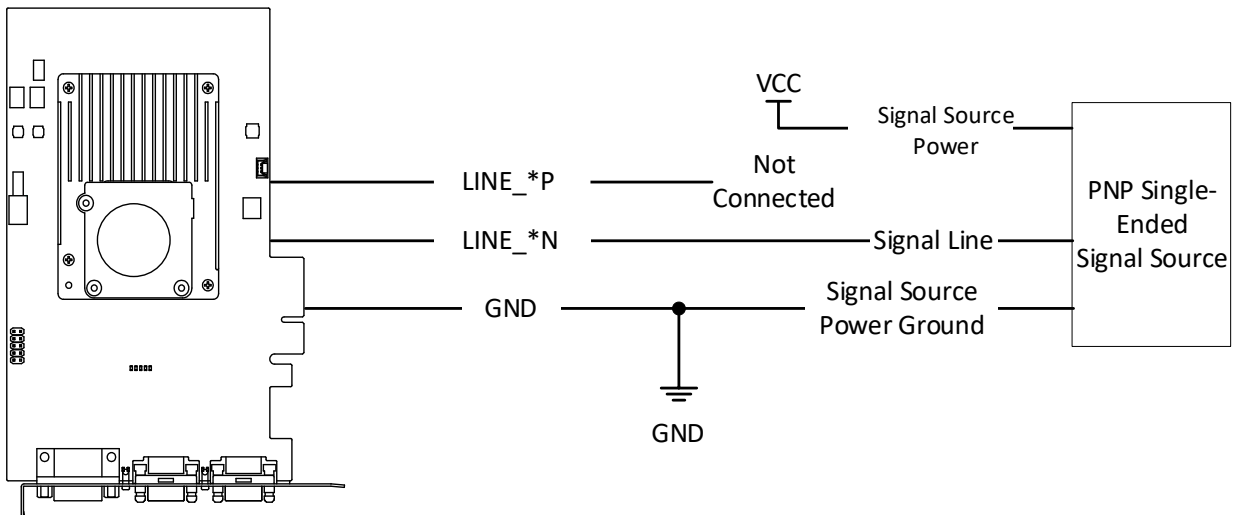 VCC
Signal Source
Power
LINE_*P
Not
Connected
LINE_*N
Signal Line
GND
Signal Source
Power Ground
PNP Single-
Ended
Signal Source
GND